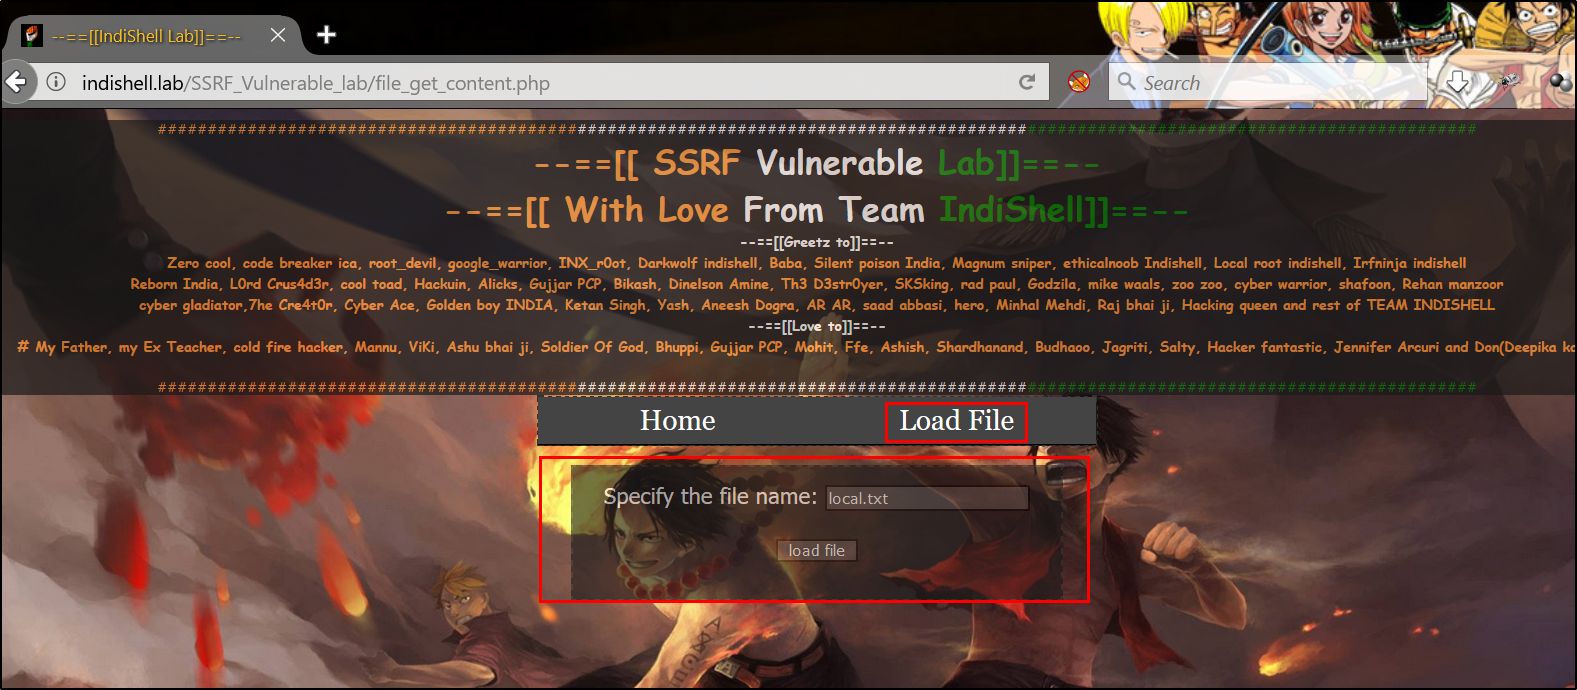 --==[[IndiShell Lab]]==--
indishell.lab/SSRF_Vulnerable_lab/file_get_content.php
Search
--==[[ SSRF Vulnerable Lab]]==--
--==[[ With Love From Team IndiShell]]==--
--==[[Greetz to]]==--
Zero cool, code breaker ica, root_devil, google_warrior, INX_r0ot, Darkwolf indishell, Baba, Silent poison India, Magnum sniper, ethicalnoob Indishell, Local root indishell, Irfninja indishell
Reborn India, L0rd Crus4d3r, cool toad, Hackuin, Alicks, Gujjar PCP, Bikash, Dinelson Amine, Th3 D3str0yer, SKSking, rad paul, Godzila, mike waals, zoo zoo, cyber warrior, shafoon, Rehan manzoor
cyber gladiator,7he Cre4t0r, Cyber Ace, Golden boy INDIA, Ketan Singh, Yash, Aneesh Dogra, AR AR, saad abbasi, hero, Minhal Mehdi, Raj bhai ji, Hacking queen and rest of TEAM INDISHELL
--==[[Love to]]==--
# My Father, my Ex Teacher, cold fire hacker, Mannu, ViKi, Ashu bhai ji, Soldier Of God, Bhuppi, Gujjar PCP, Mohit, Ffe, Ashish, Shardhanand, Budhaoo, Jagriti, Salty, Hacker fantastic, Jennifer Arcuri and Don(Deepika
Home Load File
Specify the file name: local.txt
load file